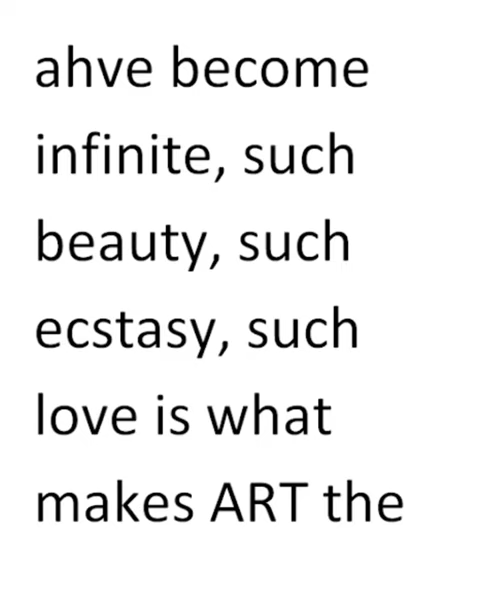 ahve become
infinite, such
beauty, such
ecstasy, such
love is what
makes ART the